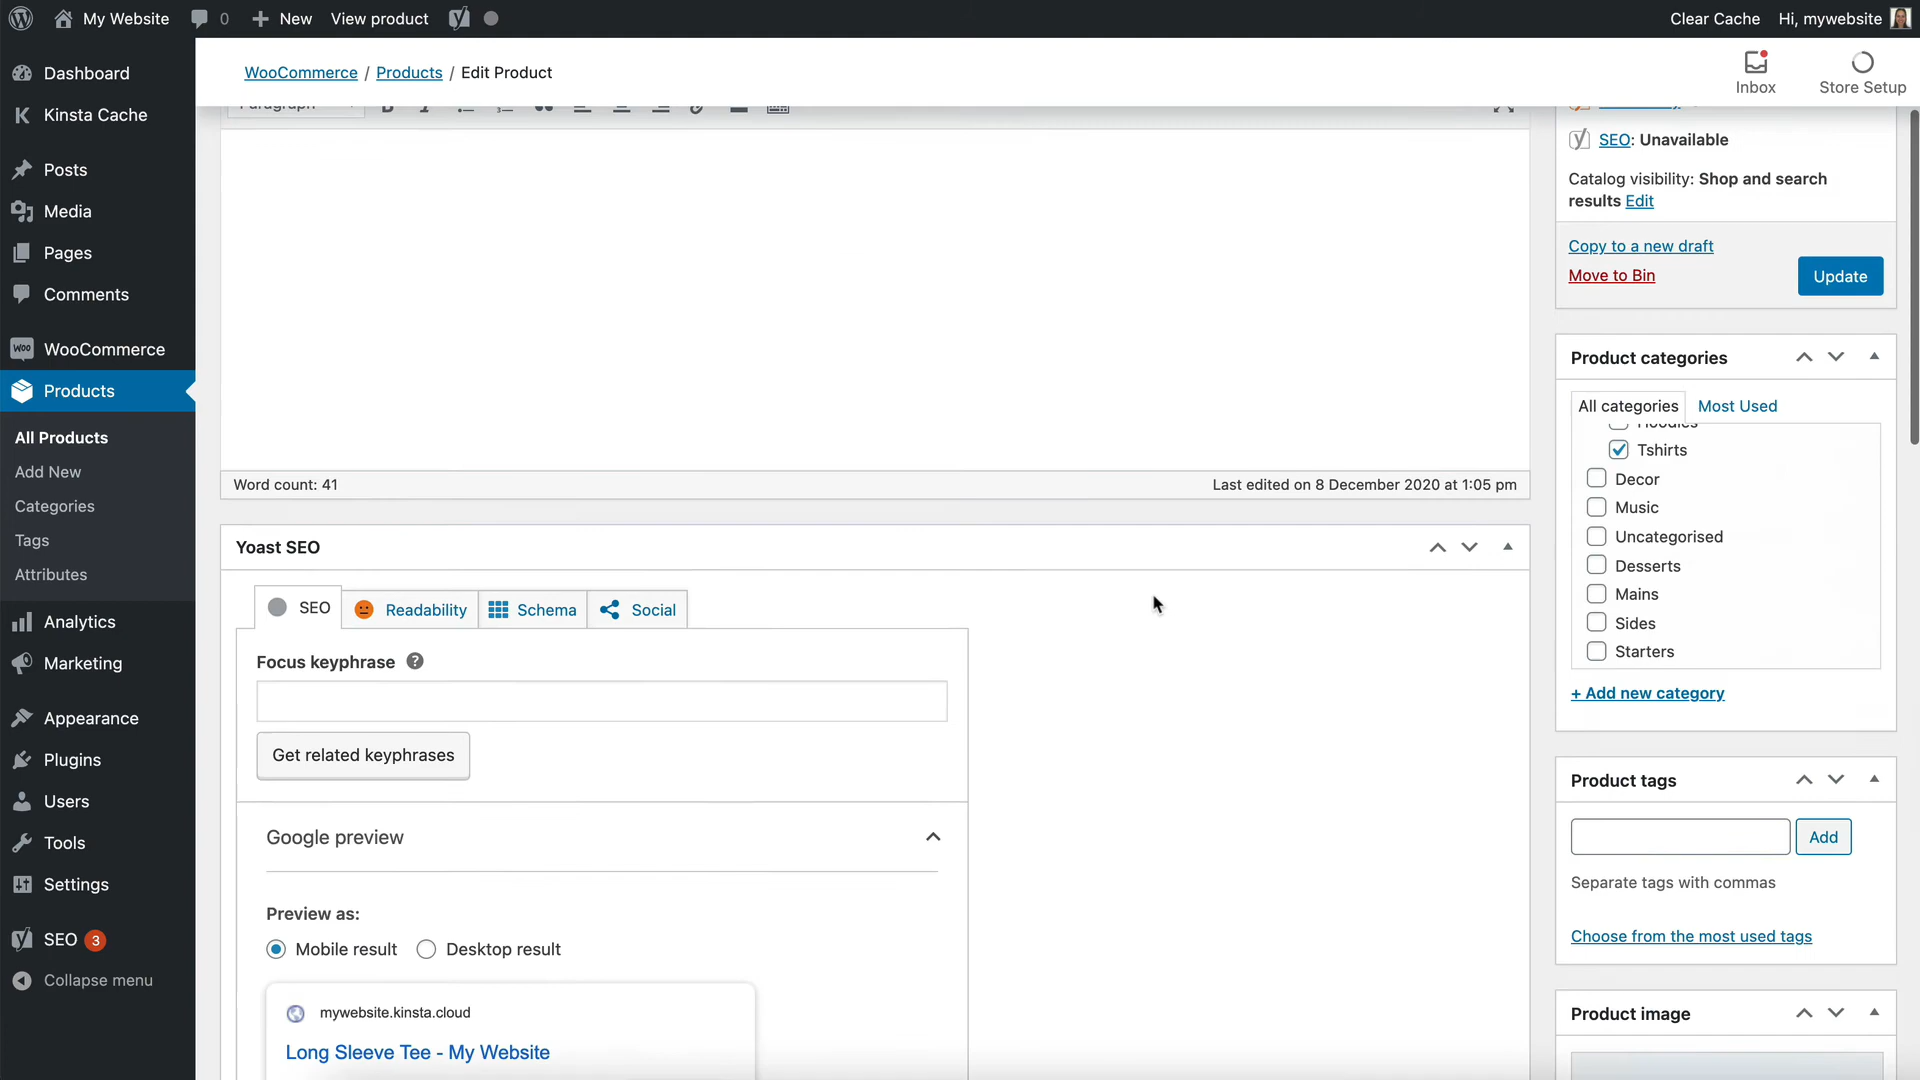 My Website 0 New View product Clear Cache Hi, mywebsite
Dashboard
Kinsta Cache
Posts
Media
Pages
Comments
WooCommerce
Products
All Products
Add New
Categories
Tags
Attributes
Analytics
Marketing
Appearance
Plugins
Users
Tools
Settings
SEO 3
Collapse menu
WooCommerce / Products / Edit Product
Inbox
Store Setup
Paragraph
Word count: 41
Last edited on 8 December 2020 at 1:05 pm
Yoast SEO
SEO Readability Schema Social
Focus keyphrase ?
Get related keyphrases
Google preview
Preview as:
Mobile result Desktop result
mywebsite.kinsta.cloud
Long Sleeve Tee - My Website
SEO: Unavailable
Catalog visibility: Shop and search
results Edit
Copy to a new draft
Move to Bin
Update
Product categories
All categories Most Used
Hoodies
Tshirts
Decor
Music
Uncategorised
Desserts
Mains
Sides
Starters
+ Add new category
Product tags
Add
Separate tags with commas
Choose from the most used tags
Product image